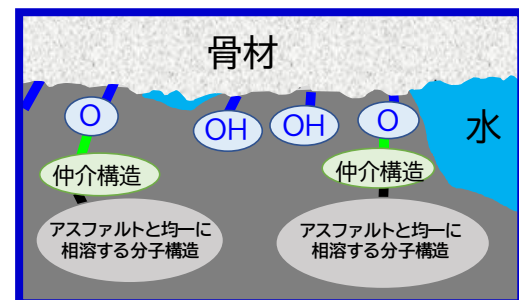 骨材
O
OH
OH
O
水
仲介構造
仲介構造
アスファルトと均一に
相溶する分子構造
アスファルトと均一に
相溶する分子構造